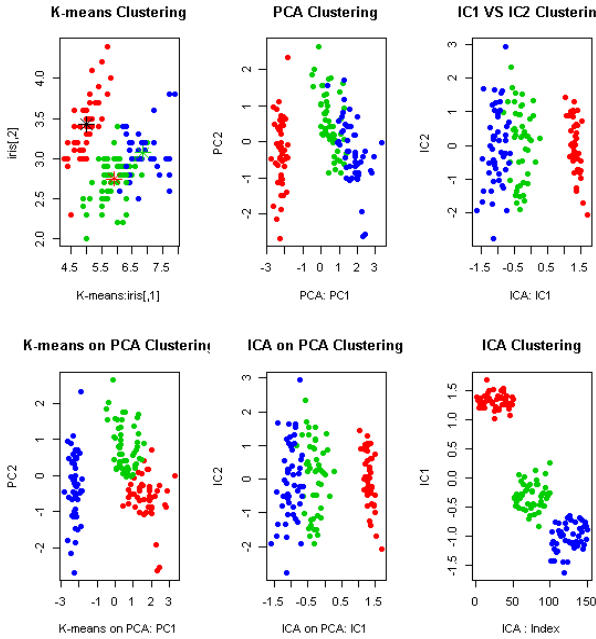 K-means Clustering
4.0
3.5
3.0
2.5
2.0
iris[,2]
4.5 5.5 6.5 7.5
K-means:iris[,1]
PCA Clustering
2
1
0
-1
-2
PC2
-3 -1 0 1 2 3
PCA: PC1
IC1 VS IC2 Clusterin
3
2
1
0
-1
-2
IC2
-1.5 -0.5 0.5 1.5
ICA: IC1
K-means on PCA Clustering
2
1
0
-1
-2
PC2
-3 -1 0 1 2 3
K-means on PCA: PC1
ICA on PCA Clustering
3
2
1
0
-1
-2
IC2
-1.5 -0.5 0.5 1.5
ICA on PCA: IC1
ICA Clustering
1.5
0.0
-0.5
-1.0
-1.5
IC1
0 50 100 150
ICA : Index